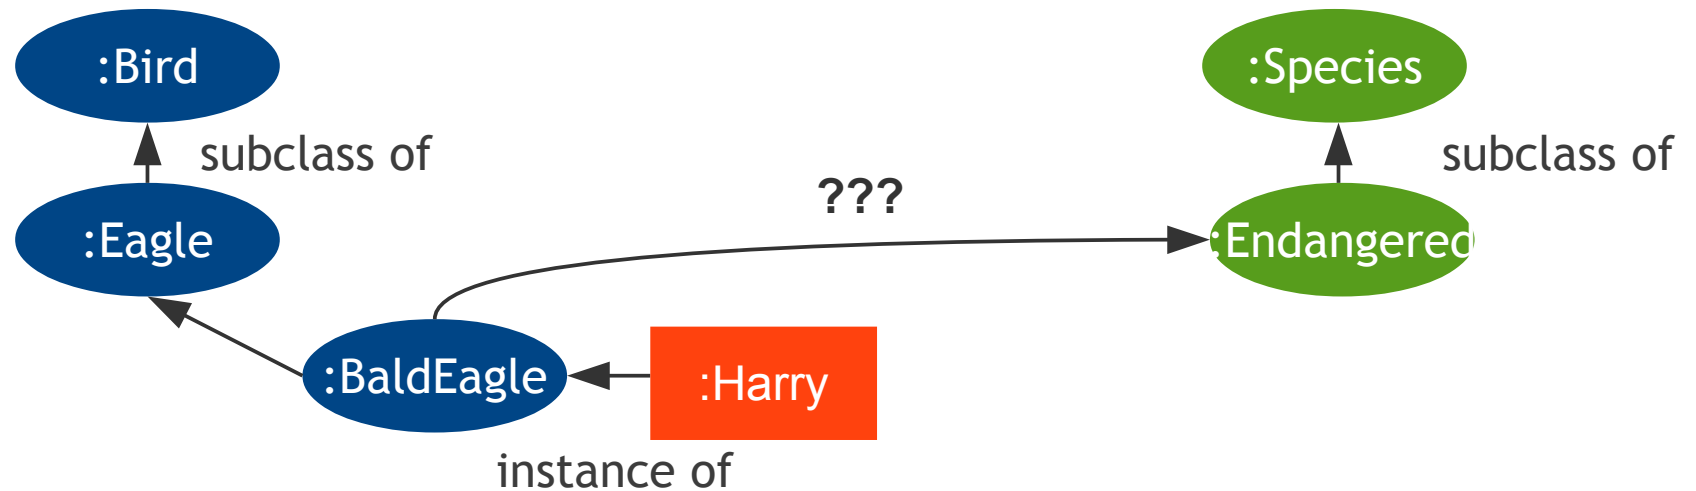 :Bird
:Species
subclass of
subclass of
???
:Eagle
:Endangered
:BaldEagle
:Harry
instance of